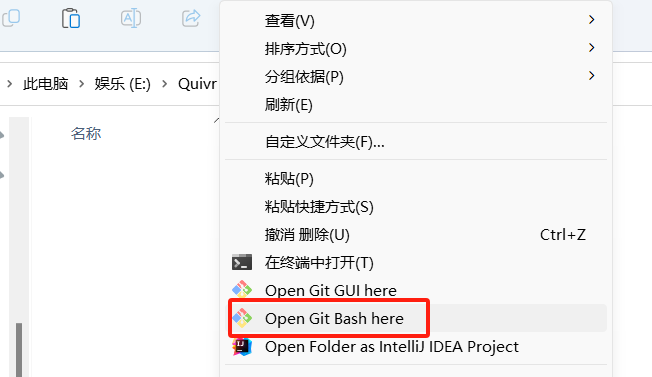 查看(V)
排序方式(O)
分组依据(P)
刷新(E)
自定义文件夹(F)...
粘贴(P)
粘贴快捷方式(S)
撤消 删除(U) Ctrl+Z
在终端中打开(T)
Open Git GUI here
Open Git Bash here
Open Folder as IntelliJ IDEA Project
此电脑 娱乐 (E:) Quivr
名称